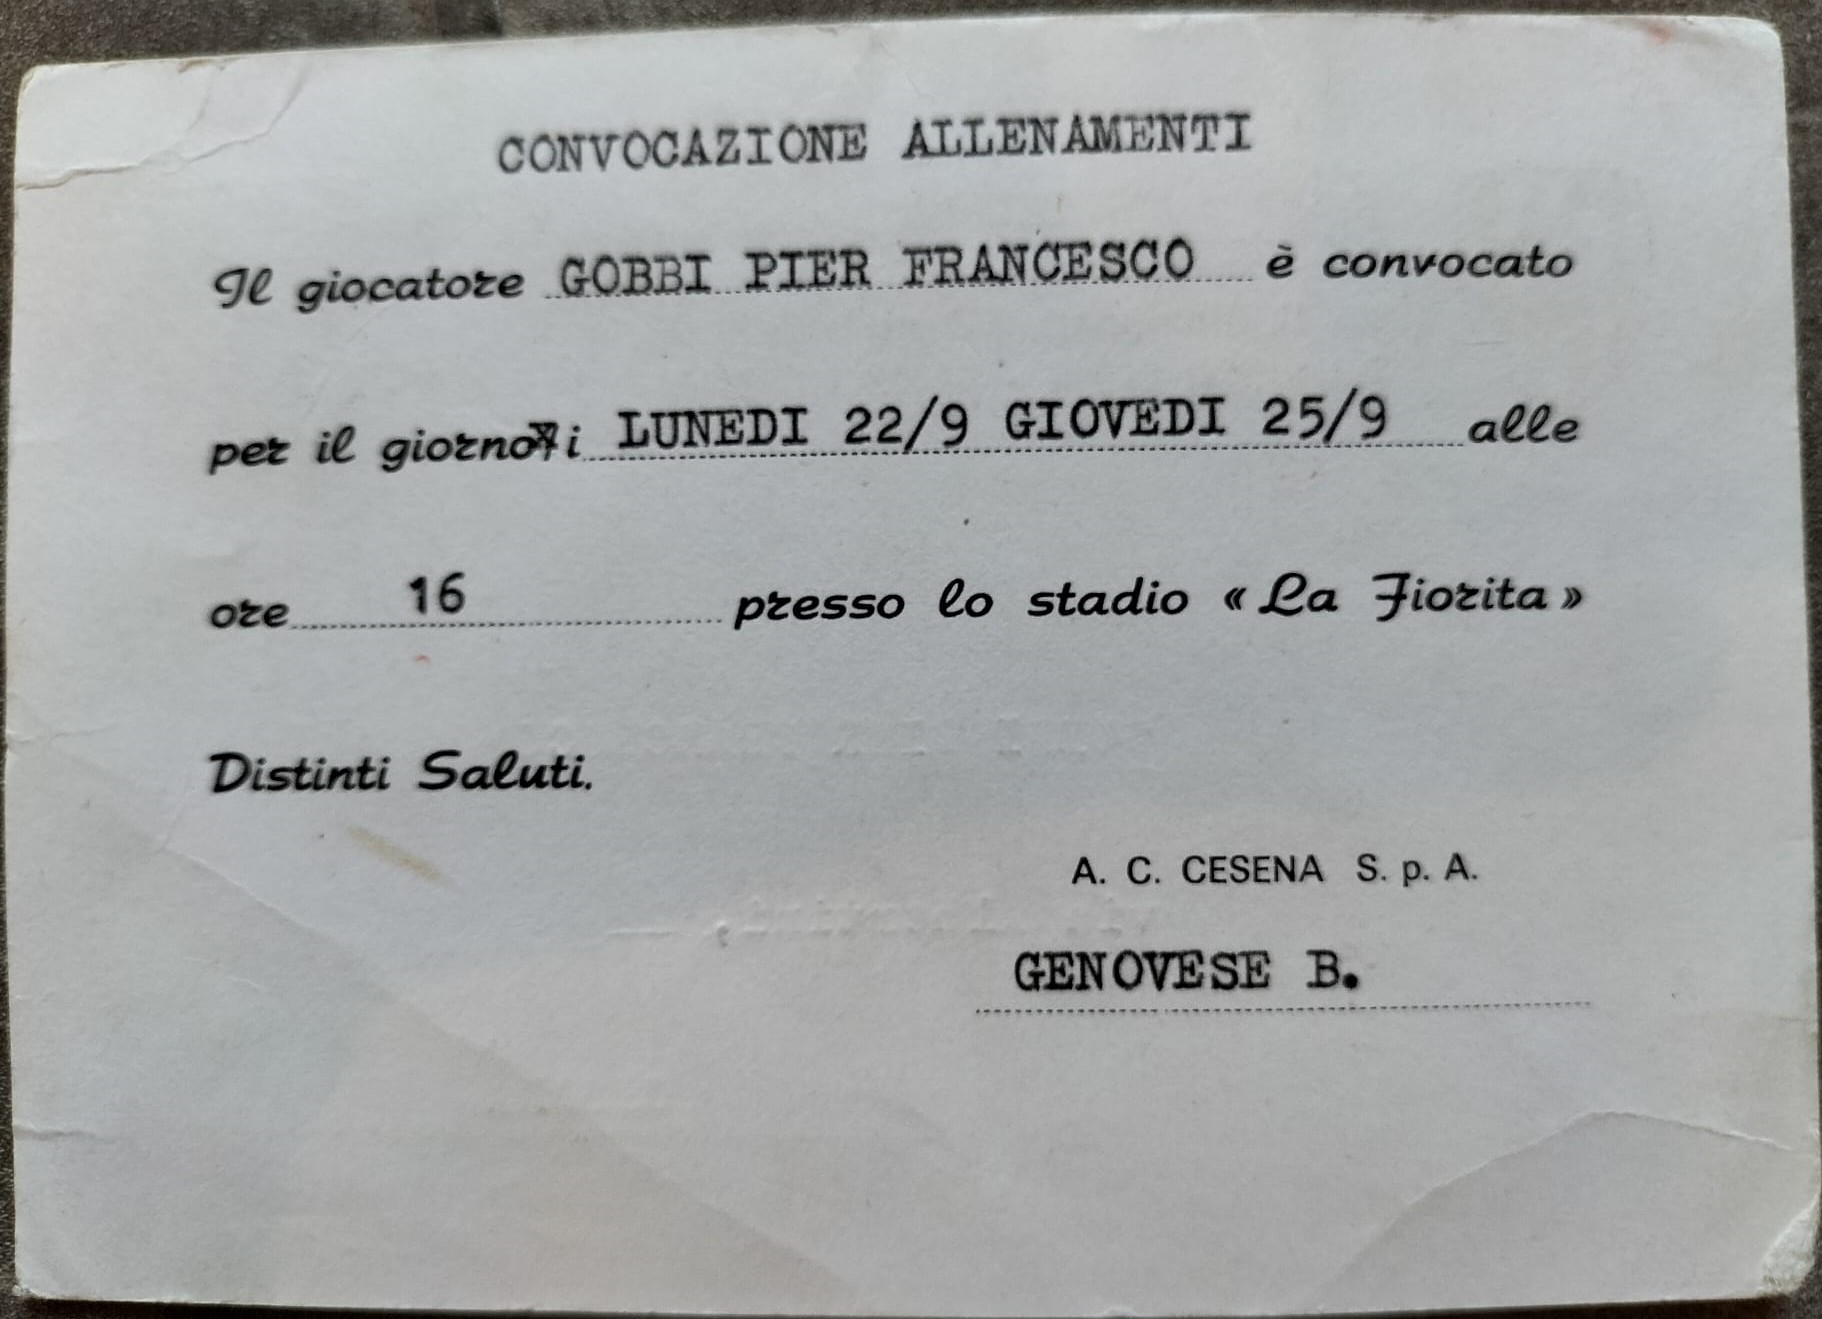 CONVOCAZIONE ALLENAMENTI
Il giocatore GOBBI PIER FRANCESCO è convocato
per il giorni LUNEDI 22/9 GIOVEDI 25/9 alle
ore 16 presso lo stadio « La Fiorita »
Distinti Saluti.
A. C. CESENA S. p. A.
GENOVESE B.